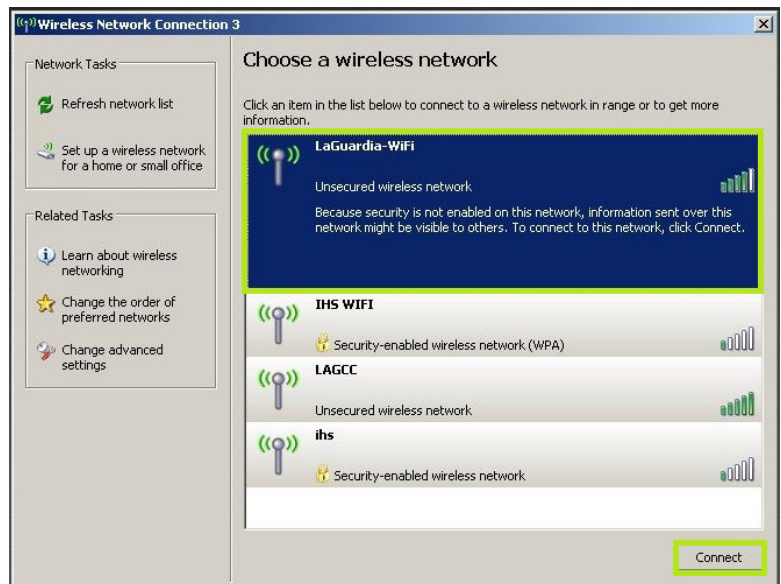 Wireless Network Connection 3
Network Tasks
Refresh network list
Set up a wireless network
for a home or small office
Related Tasks
Learn about wireless
networking
Change the order of
preferred networks
Change advanced
settings
Choose a wireless network
Click an item in the list below to connect to a wireless network in range or to get more
information.
LaGuardia-WiFi
Unsecured wireless network
Because security is not enabled on this network, information sent over this
network might be visible to others. To connect to this network, click Connect.
IHS WIFI
Security-enabled wireless network (WPA)
LAGCC
Unsecured wireless network
ihs
Security-enabled wireless network
Connect